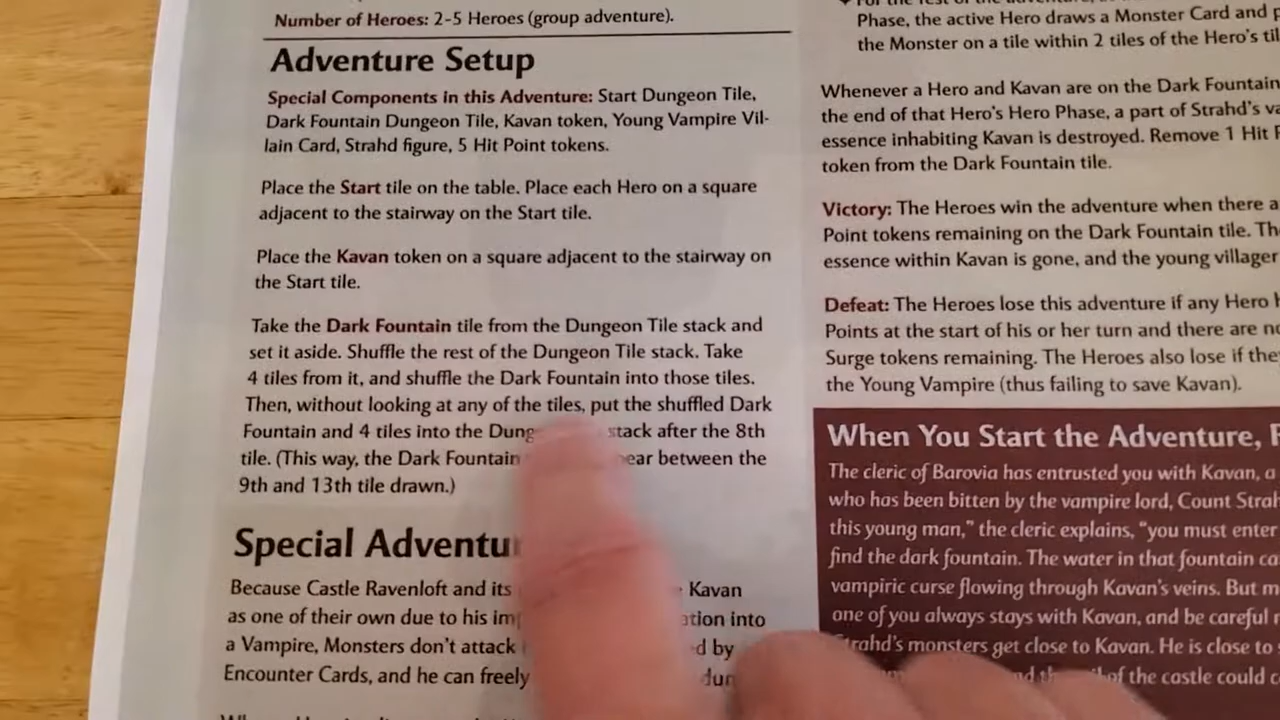 Number of Heroes: 2-5 Heroes (group adventure).
Adventure Setup
Special Components in this Adventure: Start Dungeon Tile,
Dark Fountain Dungeon Tile, Kavan token, Young Vampire Vil-
lain Card, Strahd figure, 5 Hit Point tokens.
Place the Start tile on the table. Place each Hero on a square
adjacent to the stairway on the Start tile.
Place the Kavan token on a square adjacent to the stairway on
the Start tile.
Take the Dark Fountain tile from the Dungeon Tile stack and
set it aside. Shuffle the rest of the Dungeon Tile stack. Take
4 tiles from it, and shuffle the Dark Fountain into those tiles.
Then, without looking at any of the tiles, put the shuffled Dark
Fountain and 4 tiles into the stack after the 8th
tile. (This way, the Dark Fountain between the
9th and 13th tile drawn.)
Special
Because Castle Ravenloft and its Kavan
as one of their own due to his into
a Vampire, Monsters don't attack by
Encounter Cards, and he can freely
Phase, the active Hero draws a Monster Card and
the Monster on a tile within 2 tiles of the Hero's
Whenever a Hero and Kavan are on the Dark Fountain
the end of that Hero's Hero Phase, a part of Strahd's
essence inhabiting Kavan is destroyed. Remove 1 Hit
token from the Dark Fountain tile.
Victory: The Heroes win the adventure when there
Point tokens remaining on the Dark Fountain tile.
essence within Kavan is gone, and the young villager
Defeat: The Heroes lose this adventure if any Hero
Points at the start of his or her turn and there are
Surge tokens remaining. The Heroes also lose if
the Young Vampire (thus failing to save Kavan).
When You Start the Adventure,
The cleric of Barovia has entrusted you with Kavan, a
who has been bitten by the vampire lord, Count
this young man," the cleric explains, "you must enter
find the dark fountain. The water in that fountain
vampiric curse flowing through Kavan's veins. But
one of you always stays with Kavan, and be careful
Strahd's monsters get close to Kavan. He is close to
of the castle could